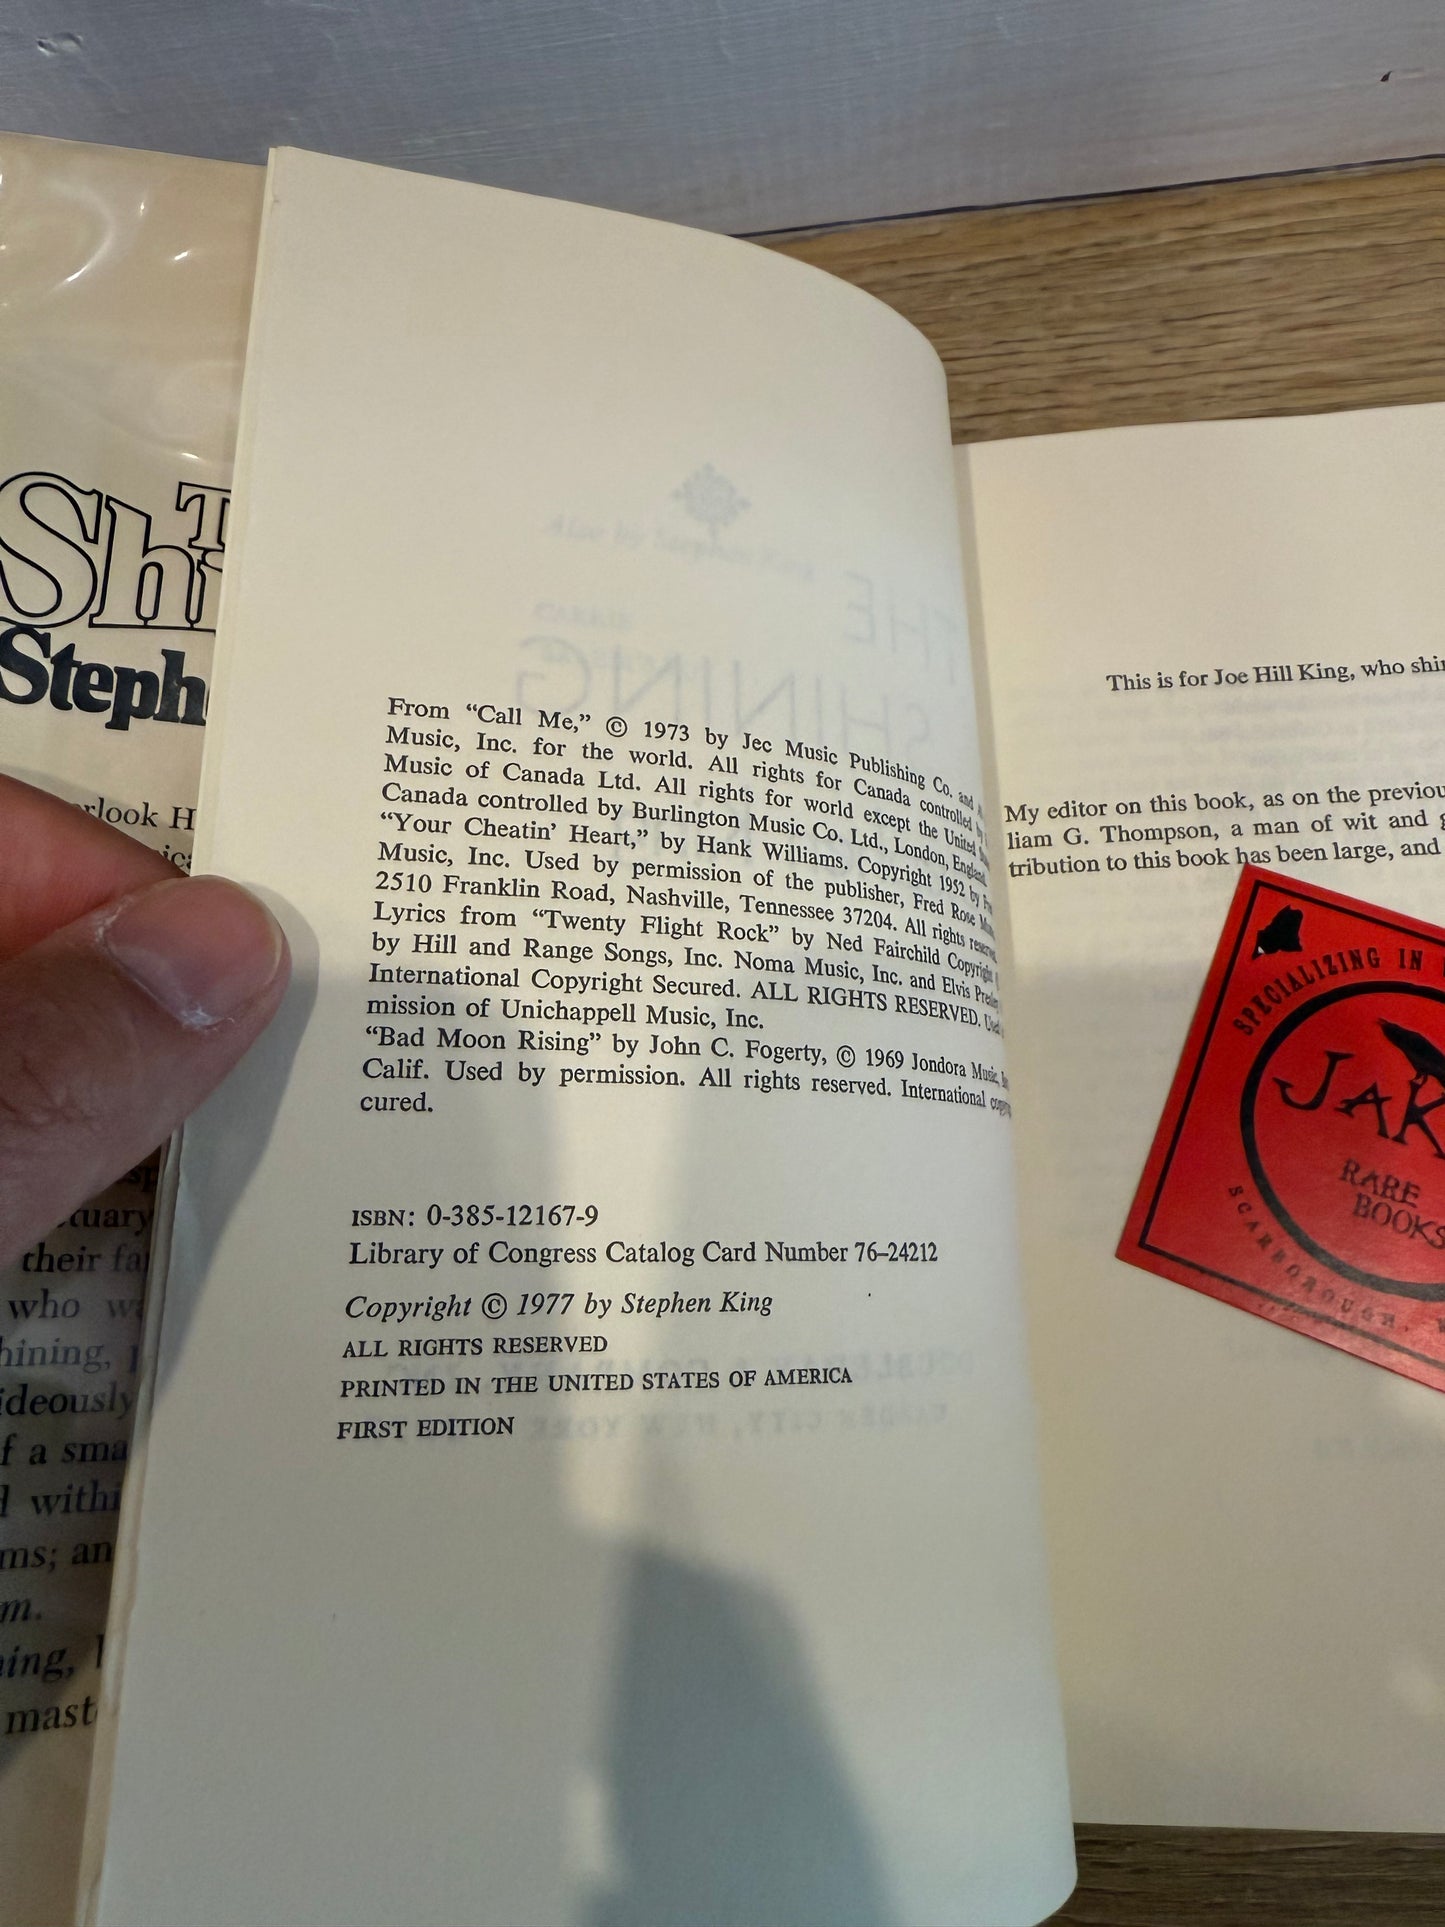 Sh
Steph
rlook H
From “Call Me,” © 1973 by Jec Music Publishing Co. and
Music, Inc. for the world. All rights for Canada controlled by
Music of Canada Ltd. All rights for world except the United
Canada controlled by Burlington Music Co. Ltd., London, England.
“Your Cheatin’ Heart,” by Hank Williams. Copyright 1952 by
Music, Inc. Used by permission of the publisher, Fred Rose
2510 Franklin Road, Nashville, Tennessee 37204. All rights reserved.
Lyrics from “Twenty Flight Rock” by Ned Fairchild Copyright
by Hill and Range Songs, Inc. Noma Music, Inc. and Elvis Presley
International Copyright Secured. ALL RIGHTS RESERVED. Used
mission of Unichappell Music, Inc.
“Bad Moon Rising” by John C. Fogerty, © 1969 Jondora Music,
Calif. Used by permission. All rights reserved. International
cured.
ISBN: 0-385-12167-9
Library of Congress Catalog Card Number 76–24212
Copyright © 1977 by Stephen King
ALL RIGHTS RESERVED
PRINTED IN THE UNITED STATES OF AMERICA
FIRST EDITION
tuary
their fa
who wa
hining,
ideously
f a sma
d withi
ms; an
m.
ning,
mast
This is for Joe Hill King, who shin
My editor on this book, as on the previou
liam G. Thompson, a man of wit and g
tribution to this book has been large, and
SPECIALIZING IN
JAK
RARE
BOOKS
SCARBOROUGH,